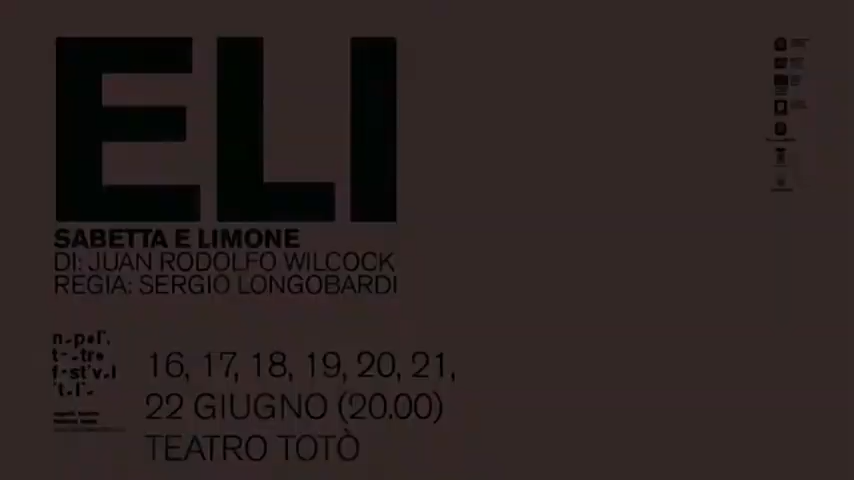 ELI
SABETTA E LIMONE
DI: JUAN RODOLFO WILCOCK
REGIA: SERGIO LONGOBARDI
16, 17, 18, 19, 20, 21,
22 GIUGNO (20.00)
TEATRO TOTÒ